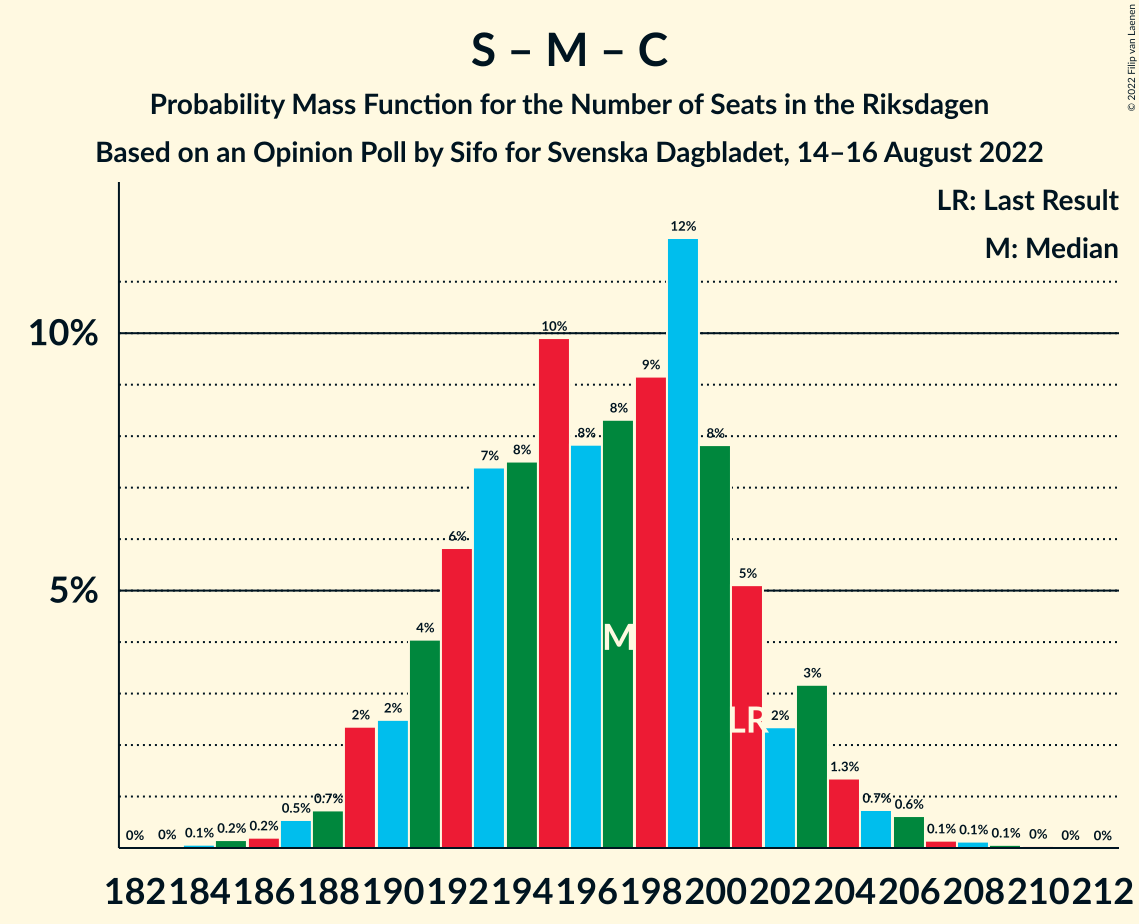 S – M – C
Probability Mass Function for the Number of Seats in the Riksdagen
Based on an Opinion Poll by Sifo for Svenska Dagbladet, 14–16 August 2022
© 2022 Filip van Laenen
LR: Last Result
M: Median
10%
5%
0% 0% 0.1% 0.2% 0.2% 0.5% 0.7% 2% 2% 4% 6% 7% 8% 10% 8% 8% 9% 12% 8% 5% 2% 3% 1.3% 0.7% 0.6% 0.1% 0.1% 0.1% 0% 0% 0%
M
LR
182 184 186 188 190 192 194 196 198 200 202 204 206 208 210 212